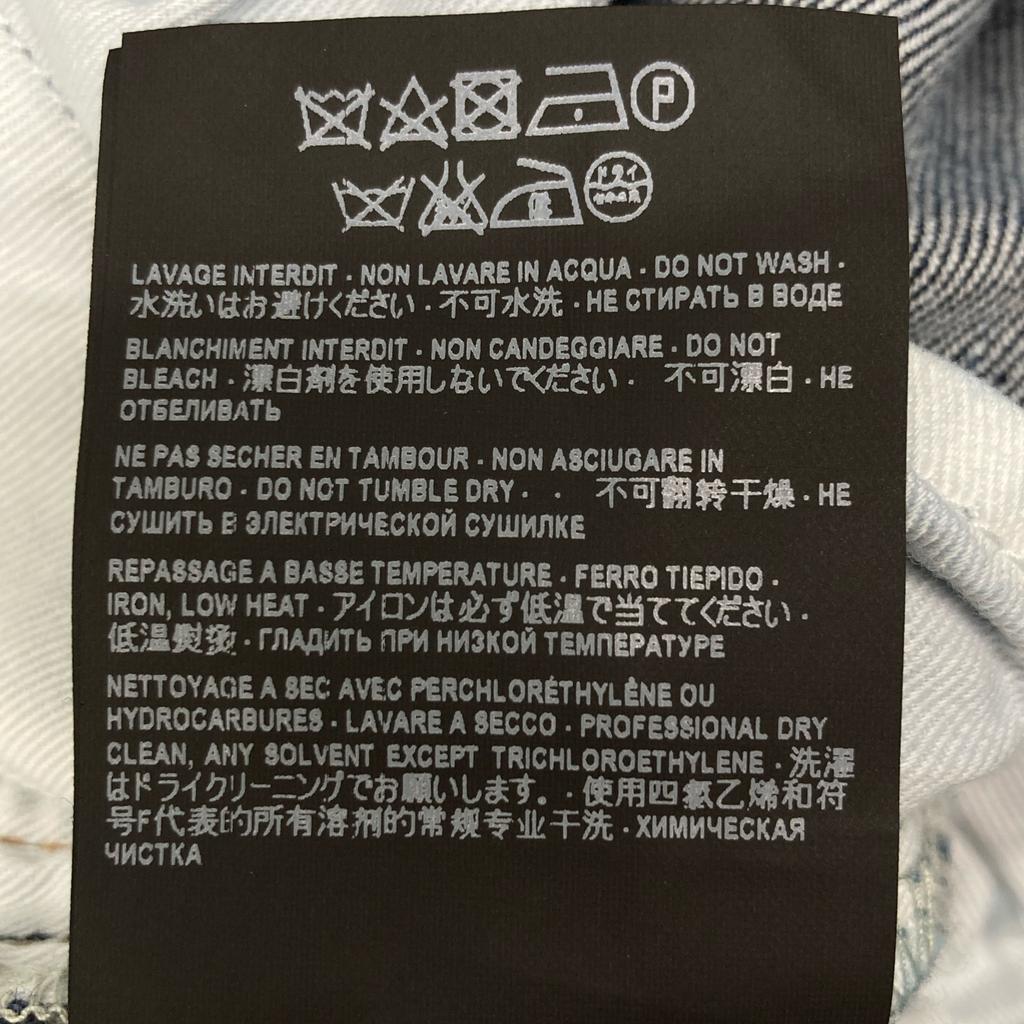 P
ドライ
セキユ系
LAVAGE INTERDIT · NON LAVARE IN ACQUA · DO NOT WASH ·
水洗いはお避けください · 不可水洗 · НЕ СТИРАТЬ В ВОДЕ
BLANCHIMENT INTERDIT · NON CANDEGGIARE · DO NOT
BLEACH · 漂白剤を使用しないでください · 不可漂白 · НЕ
ОТБЕЛИВАТЬ
NE PAS SECHER EN TAMBOUR · NON ASCIUGARE IN
TAMBURO · DO NOT TUMBLE DRY · · 不可翻转干燥 · НЕ
СУШИТЬ В ЭЛЕКТРИЧЕСКОЙ СУШИЛКЕ
REPASSAGE A BASSE TEMPERATURE · FERRO TIEPIDO ·
IRON, LOW HEAT · アイロンは必ず低温で当ててください ·
低温熨烫 · ГЛАДИТЬ ПРИ НИЗКОЙ ТЕМПЕРАТУРЕ
NETTOYAGE A SEC AVEC PERCHLORÉTHYLÈNE OU
HYDROCARBURES · LAVARE A SECCO · PROFESSIONAL DRY
CLEAN, ANY SOLVENT EXCEPT TRICHLOROETHYLENE · 洗濯
はドライクリーニングでお願いします。 · 使用四氯乙烯和符
号F代表的所有溶剂的常规专业干洗 · ХИМИЧЕСКАЯ
ЧИСТКА